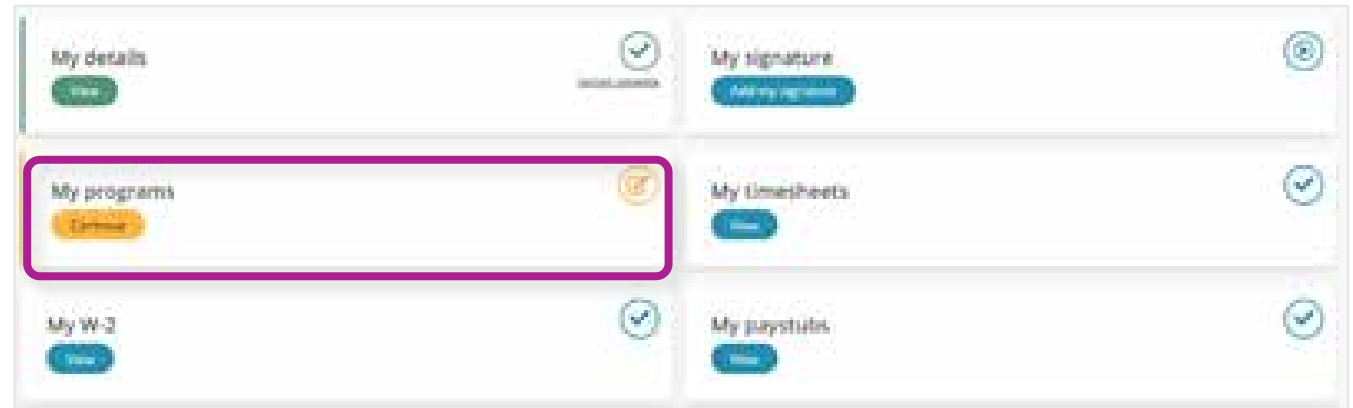 My details
View
My signature
Add my signature
My programs
Continue
My timesheets
View
My W-2
View
My paystubs
View